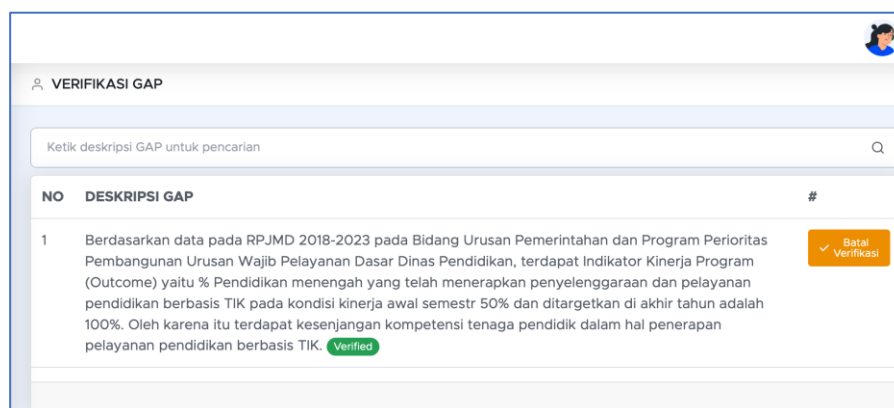 VERIFIKASI GAP
Ketik deskripsi GAP untuk pencarian
NO DESKRIPSI GAP #
1 Berdasarkan data pada RPJMD 2018-2023 pada Bidang Urusan Pemerintahan dan Program Perioritas
Pembangunan Urusan Wajib Pelayanan Dasar Dinas Pendidikan, terdapat Indikator Kinerja Program
(Outcome) yaitu % Pendidikan menengah yang telah menerapkan penyelenggaraan dan pelayanan
pendidikan berbasis TIK pada kondisi kinerja awal semestr 50% dan ditargetkan di akhir tahun adalah
100%. Oleh karena itu terdapat kesenjangan kompetensi tenaga pendidik dalam hal penerapan
pelayanan pendidikan berbasis TIK. Verified
Batal
Verifikasi